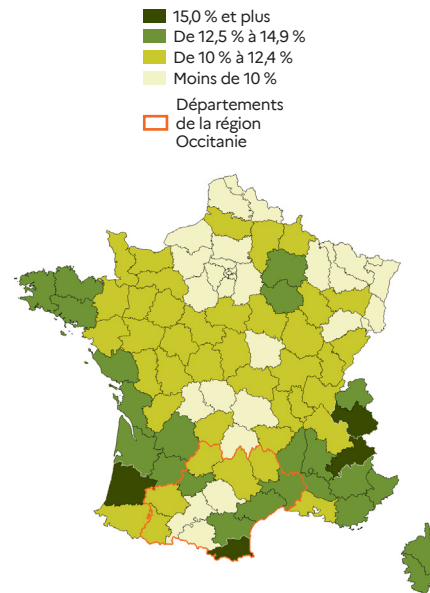 15,0 % et plus
De 12,5 % à 14,9 %
De 10 % à 12,4 %
Moins de 10 %
Départements
de la région
Occitanie